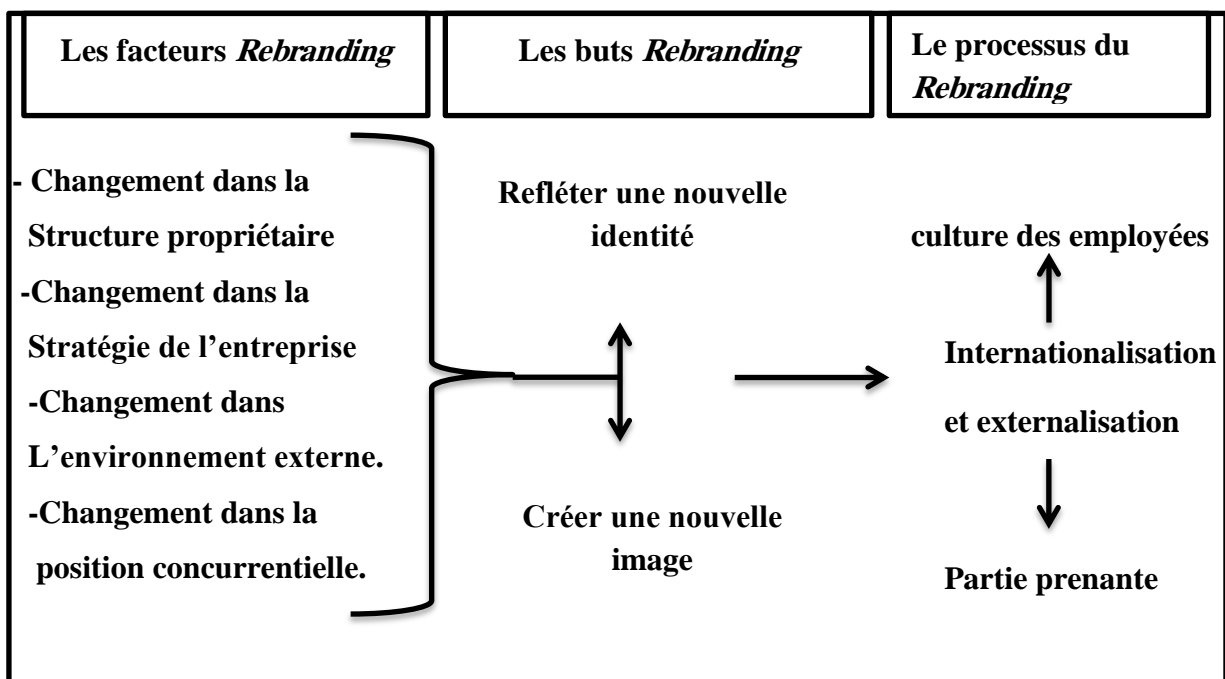 Les facteurs Rebranding
Les buts Rebranding
Le processus du
Rebranding
- Changement dans la
Structure propriétaire
-Changement dans la
Stratégie de l’entreprise
-Changement dans
L’environnement externe.
-Changement dans la
position concurrentielle.
Refléter une nouvelle
identité
Créer une nouvelle
image
culture des employées
Internationalisation
et externalisation
Partie prenante